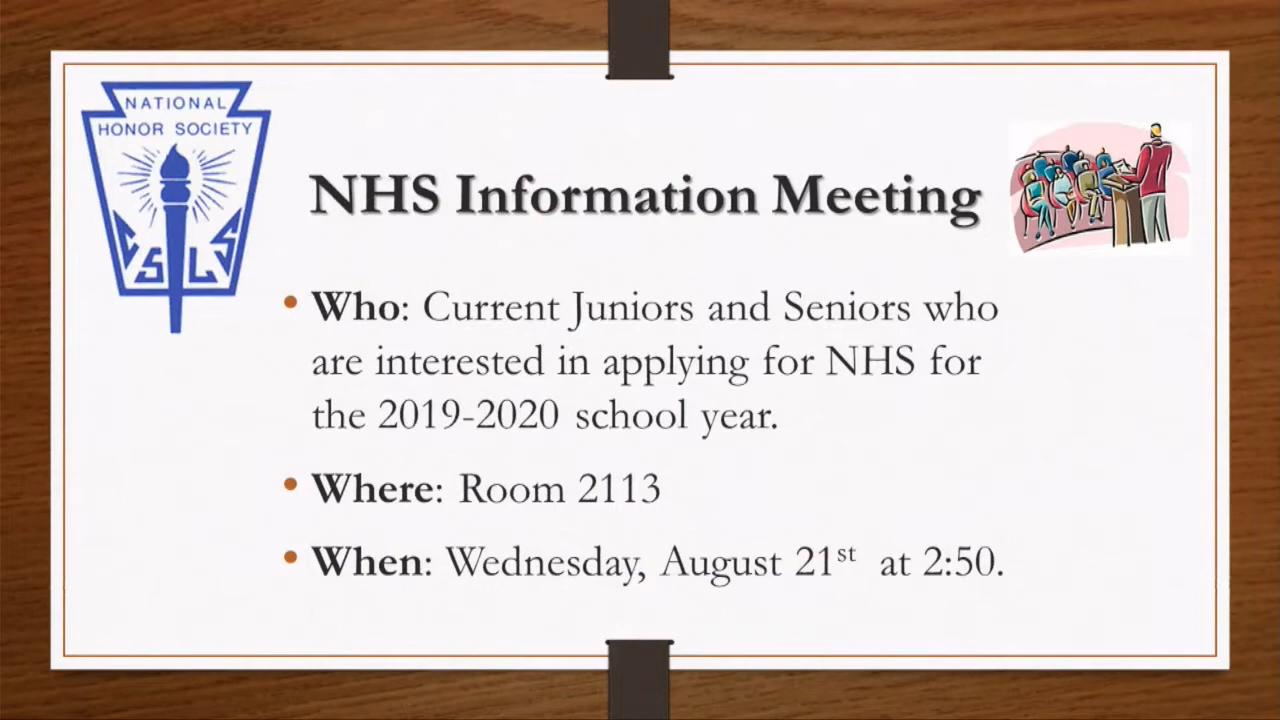 NATIONAL
HONOR SOCIETY
C S L S
NHS Information Meeting
• Who: Current Juniors and Seniors who
are interested in applying for NHS for
the 2019-2020 school year.
• Where: Room 2113
• When: Wednesday, August 21st at 2:50.